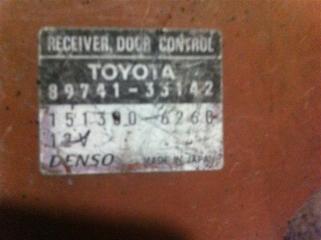 RECEIVER, DOOR CONTROL
TOYOTA
89741-33142
151300-6260
12V
DENSO MADE IN JAPAN